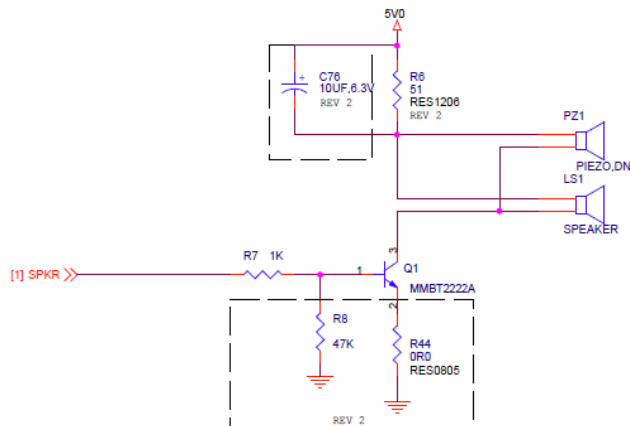 5V0
C76
10UF,6.3V
REV 2
R6
51
RES1206
REV 2
PZ1
PIEZO,DN
LS1
SPEAKER
[1] SPKR
R7 1K
1
3
Q1
MMBT2222A
2
R8
47K
R44
0R0
RES0805
REV 2